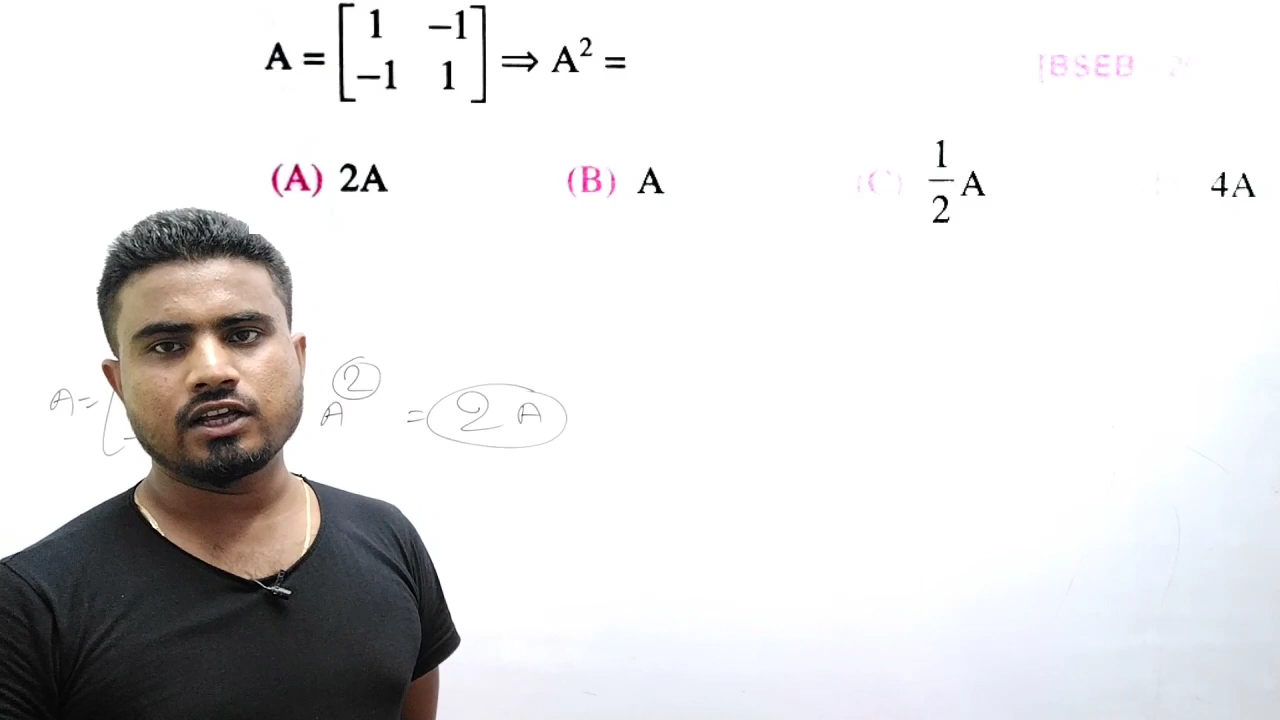 A = [1 −1
−1 1] ⇒ A² =
[BSEB
(A) 2A (B) A (C) 1/2 A 4A
A = [ A² = 2A